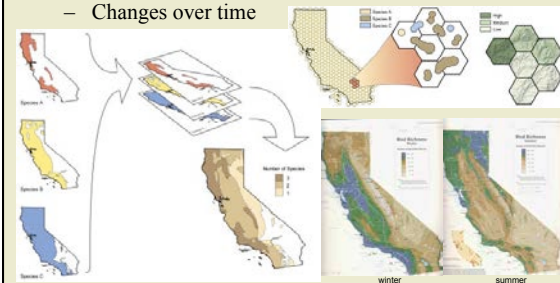 – Changes over time
Species A
Species B
Species C
High
Medium
Low
Species A
Species B
Number of Species
3
2
1
Species C
Bird Richness
Bird Richness
winter
summer